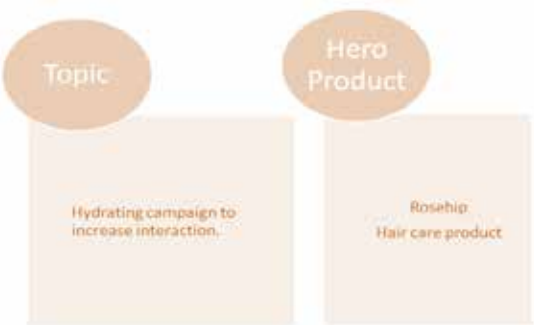 Topic
Hydrating campaign to
increase interaction.
Hero
Product
Rosehip
Hair care product